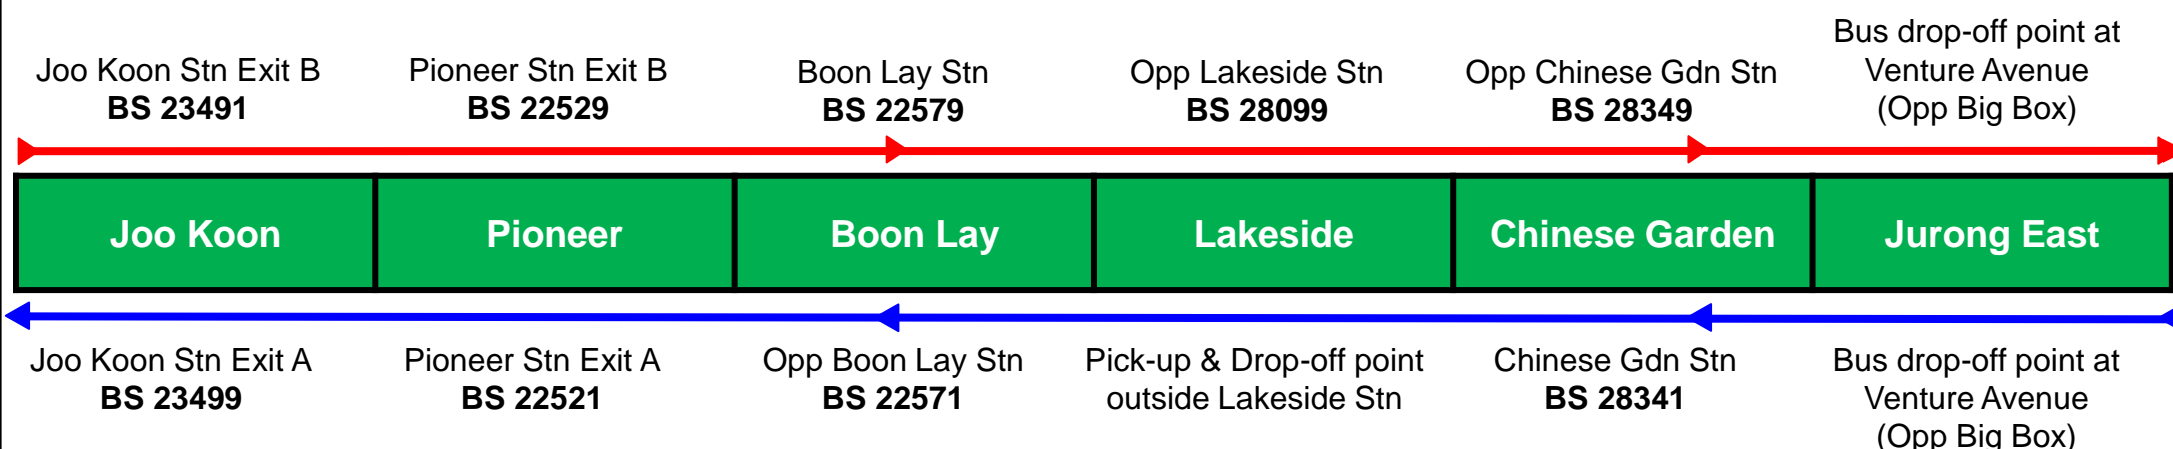 Joo Koon Stn Exit B
BS 23491
Pioneer Stn Exit B
BS 22529
Boon Lay Stn
BS 22579
Opp Lakeside Stn
BS 28099
Opp Chinese Gdn Stn
BS 28349
Bus drop-off point at
Venture Avenue
(Opp Big Box)
Joo Koon
Pioneer
Boon Lay
Lakeside
Chinese Garden
Jurong East
Joo Koon Stn Exit A
BS 23499
Pioneer Stn Exit A
BS 22521
Opp Boon Lay Stn
BS 22571
Pick-up & Drop-off point
outside Lakeside Stn
Chinese Gdn Stn
BS 28341
Bus drop-off point at
Venture Avenue
(Opp Big Box)